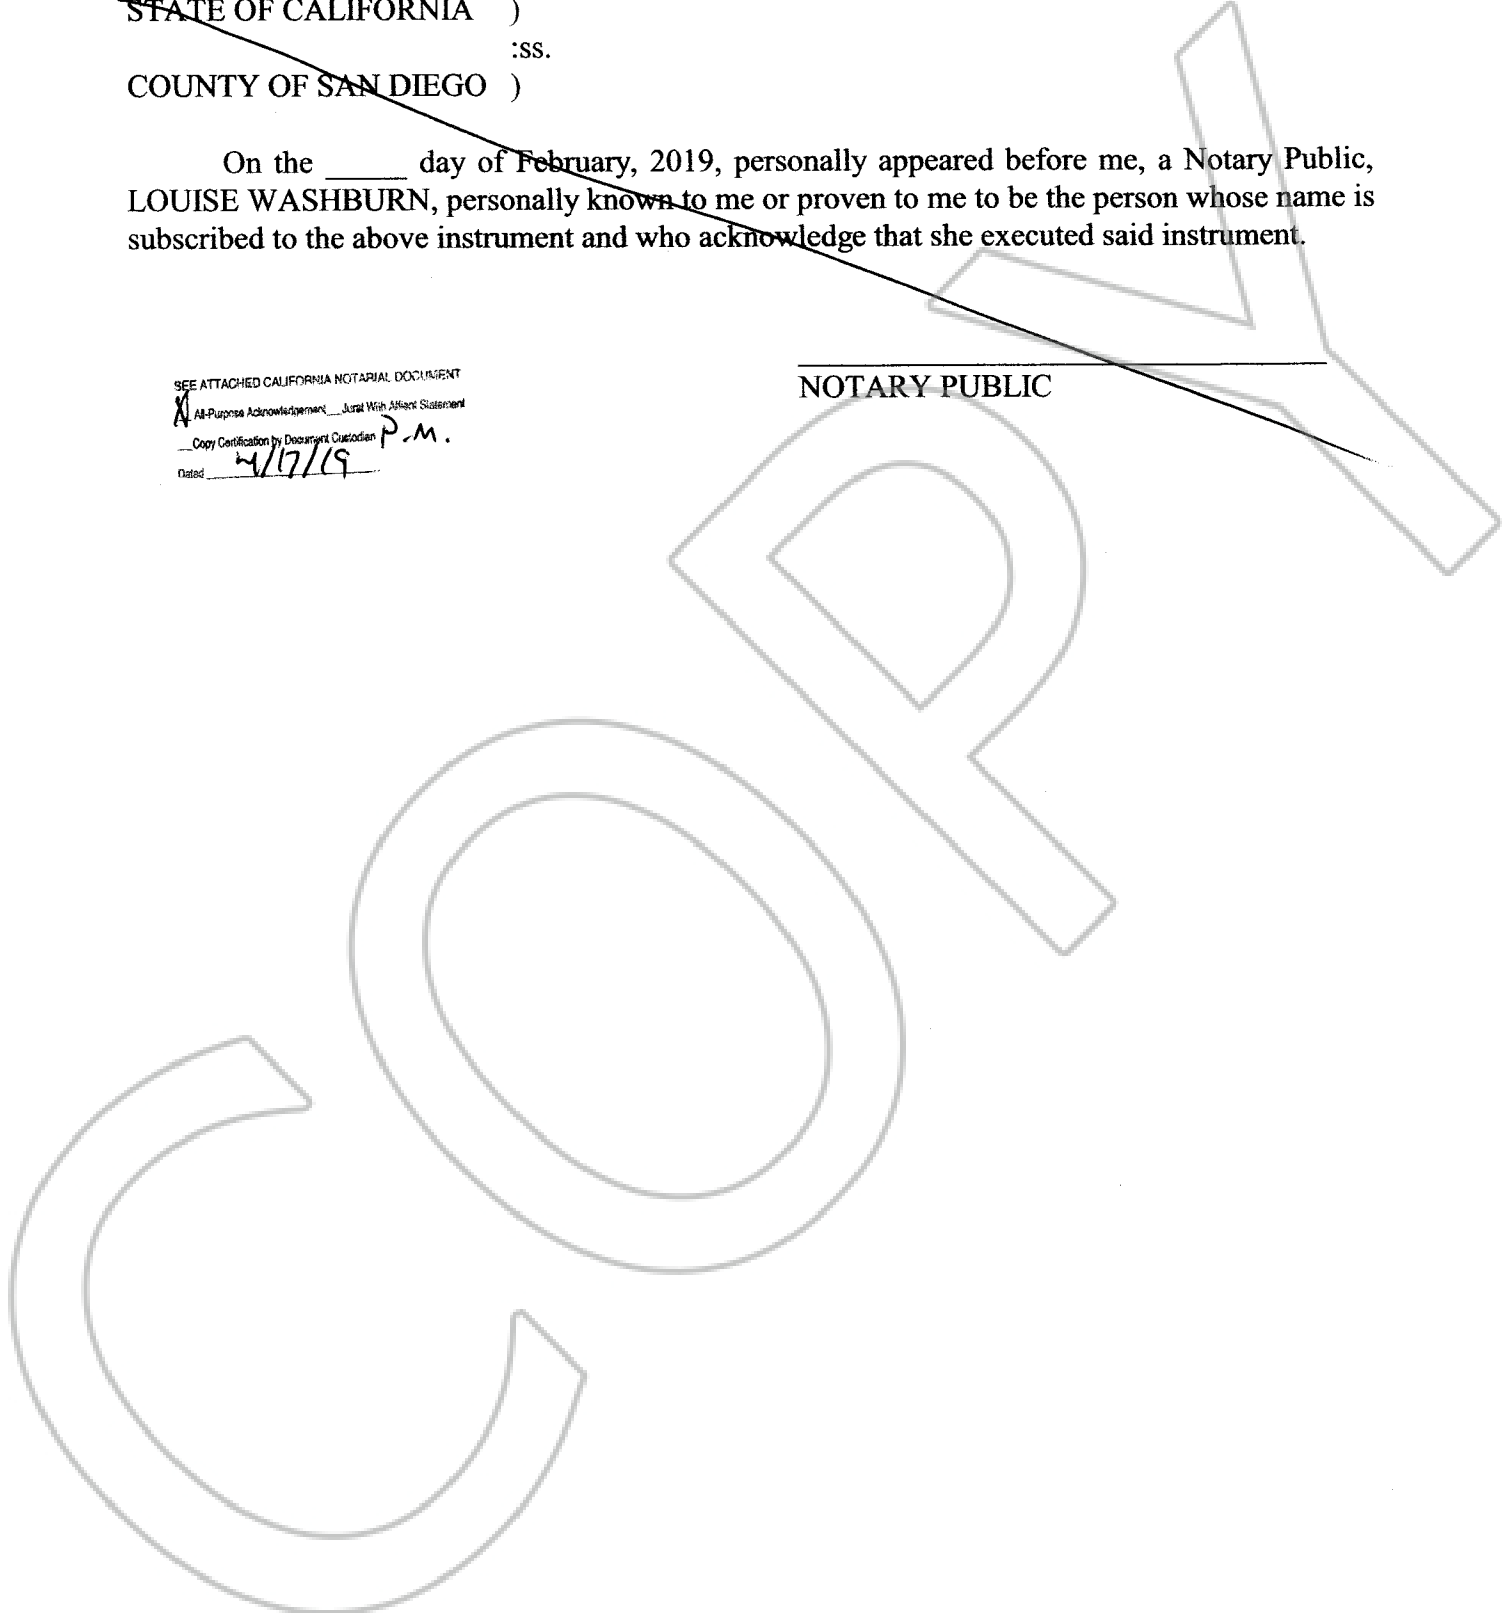 STATE OF CALIFORNIA )
:ss.
COUNTY OF SAN DIEGO )
On the ______ day of February, 2019, personally appeared before me, a Notary Public,
LOUISE WASHBURN, personally known to me or proven to me to be the person whose name is
subscribed to the above instrument and who acknowledge that she executed said instrument.
NOTARY PUBLIC
SEE ATTACHED CALIFORNIA NOTARIAL DOCUMENT
X All-Purpose Acknowledgement __ Jurat With Affiant Statement
__ Copy Certification by Document Custodian P.M.
Dated 4/17/19
COPY